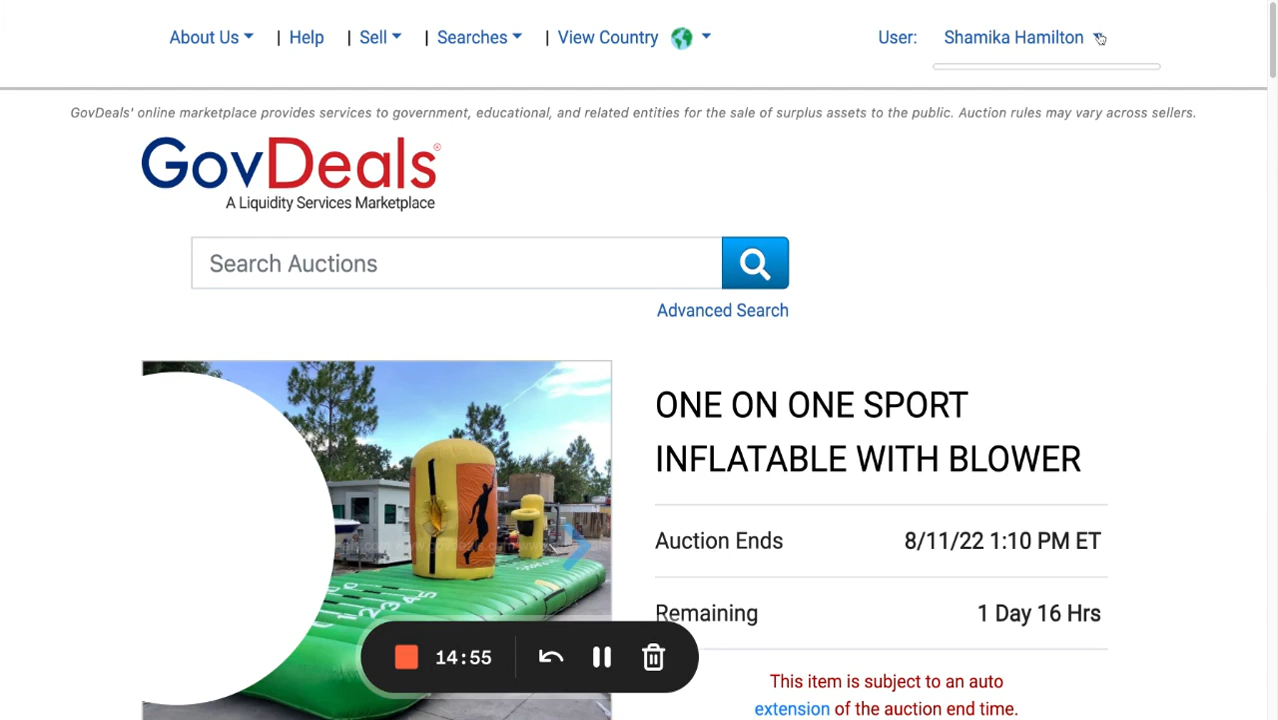 About Us | Help | Sell | Searches | View Country User: Shamika Hamilton
GovDeals' online marketplace provides services to government, educational, and related entities for the sale of surplus assets to the public. Auction rules may vary across sellers.
GovDeals®
A Liquidity Services Marketplace
Search Auctions
Advanced Search
ONE ON ONE SPORT
INFLATABLE WITH BLOWER
Auction Ends 8/11/22 1:10 PM ET
Remaining 1 Day 16 Hrs
14:55
This item is subject to an auto
extension of the auction end time.